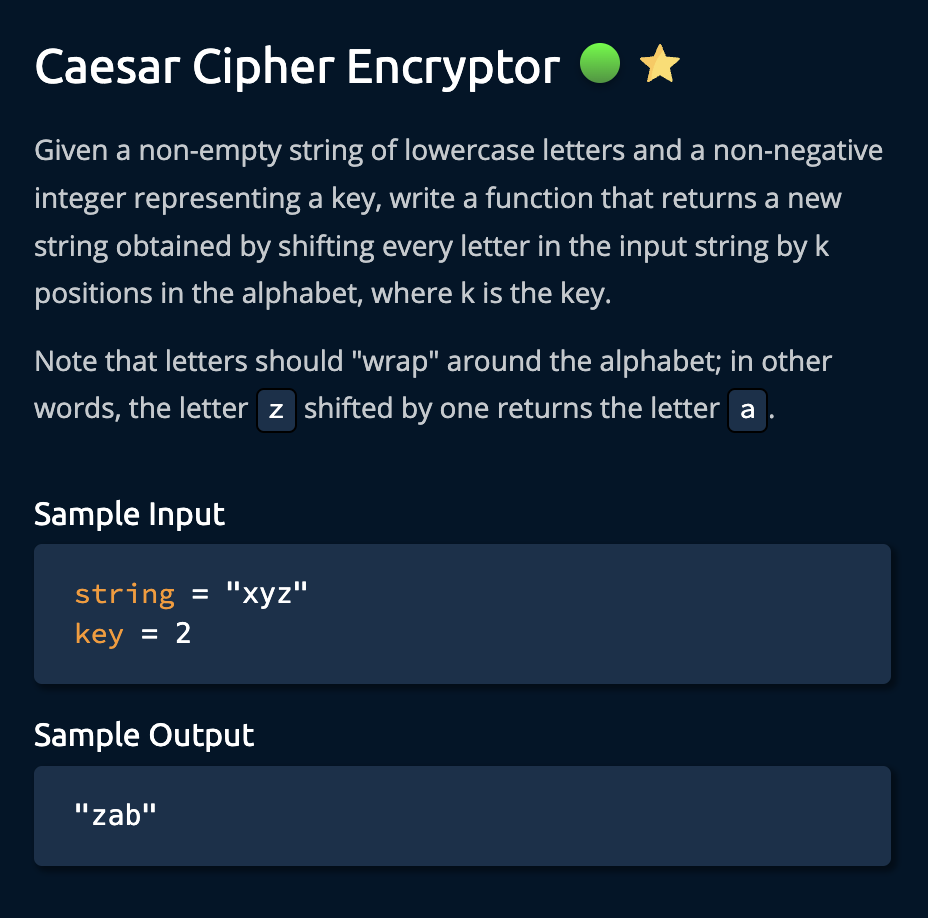 Caesar Cipher Encryptor
Given a non-empty string of lowercase letters and a non-negative
integer representing a key, write a function that returns a new
string obtained by shifting every letter in the input string by k
positions in the alphabet, where k is the key.
Note that letters should "wrap" around the alphabet; in other
words, the letter z shifted by one returns the letter a.
Sample Input
string = "xyz"
key = 2
Sample Output
"zab"